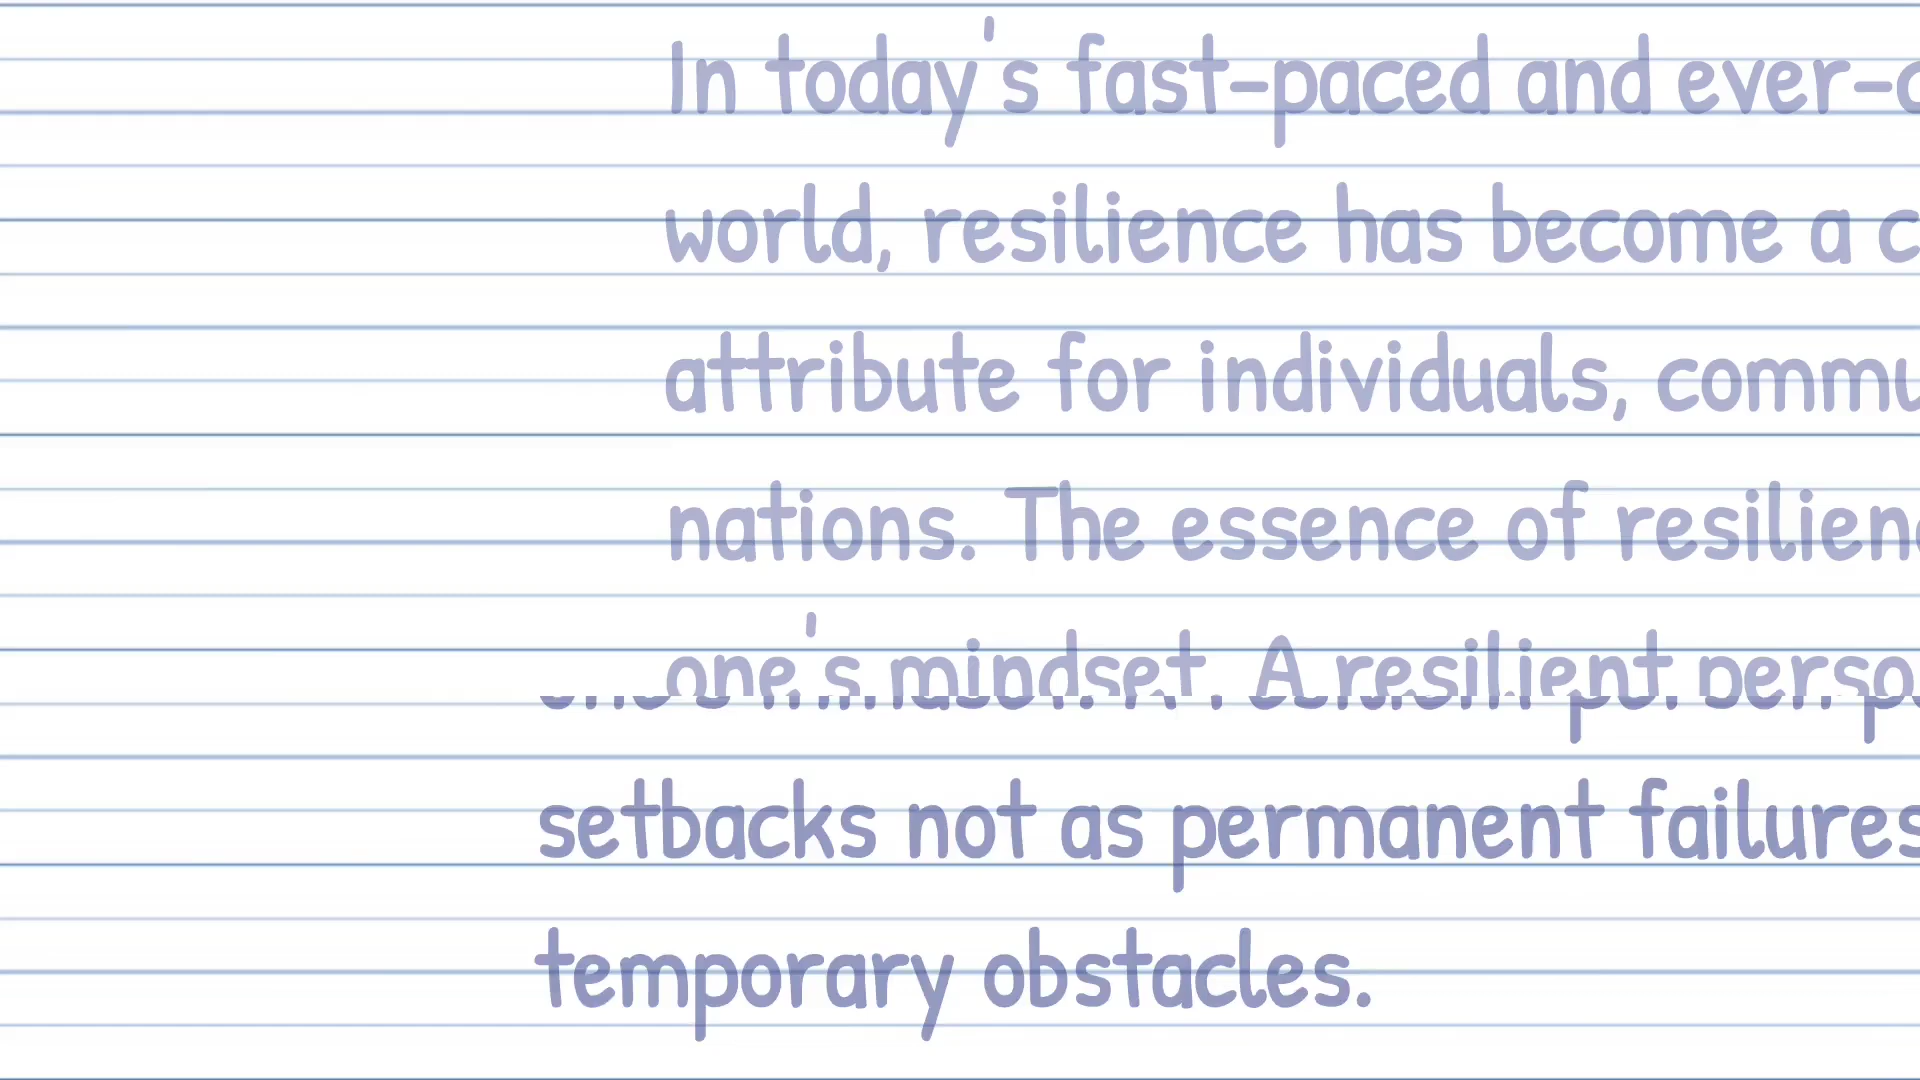 In today's fast-paced and ever-c
world, resilience has become a c
attribute for individuals, commu
nations. The essence of resilienc
one's mindset. A resilient perso
setbacks not as permanent failures
temporary obstacles.